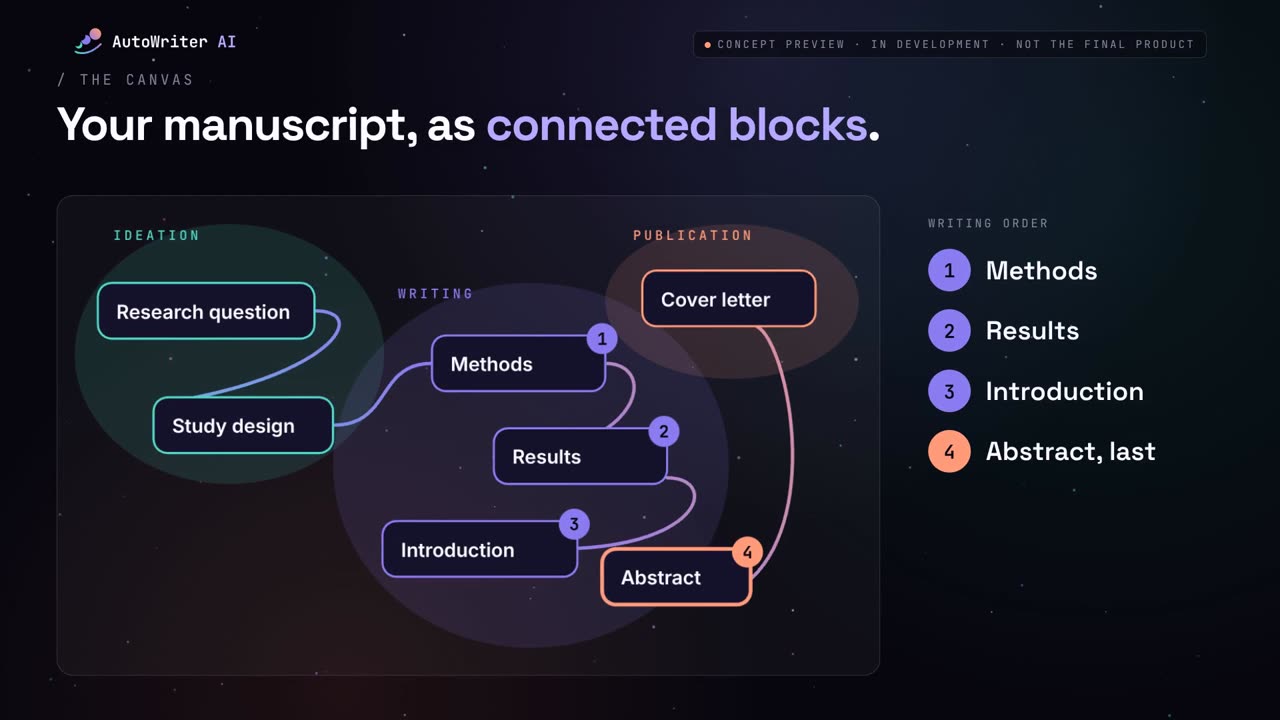 AutoWriter AI
CONCEPT PREVIEW · IN DEVELOPMENT · NOT THE FINAL PRODUCT
/ THE CANVAS
Your manuscript, as connected blocks.
IDEATION
Research question
Study design
WRITING
Methods
1
Results
2
Introduction
3
Abstract
4
PUBLICATION
Cover letter
WRITING ORDER
1 Methods
2 Results
3 Introduction
4 Abstract, last